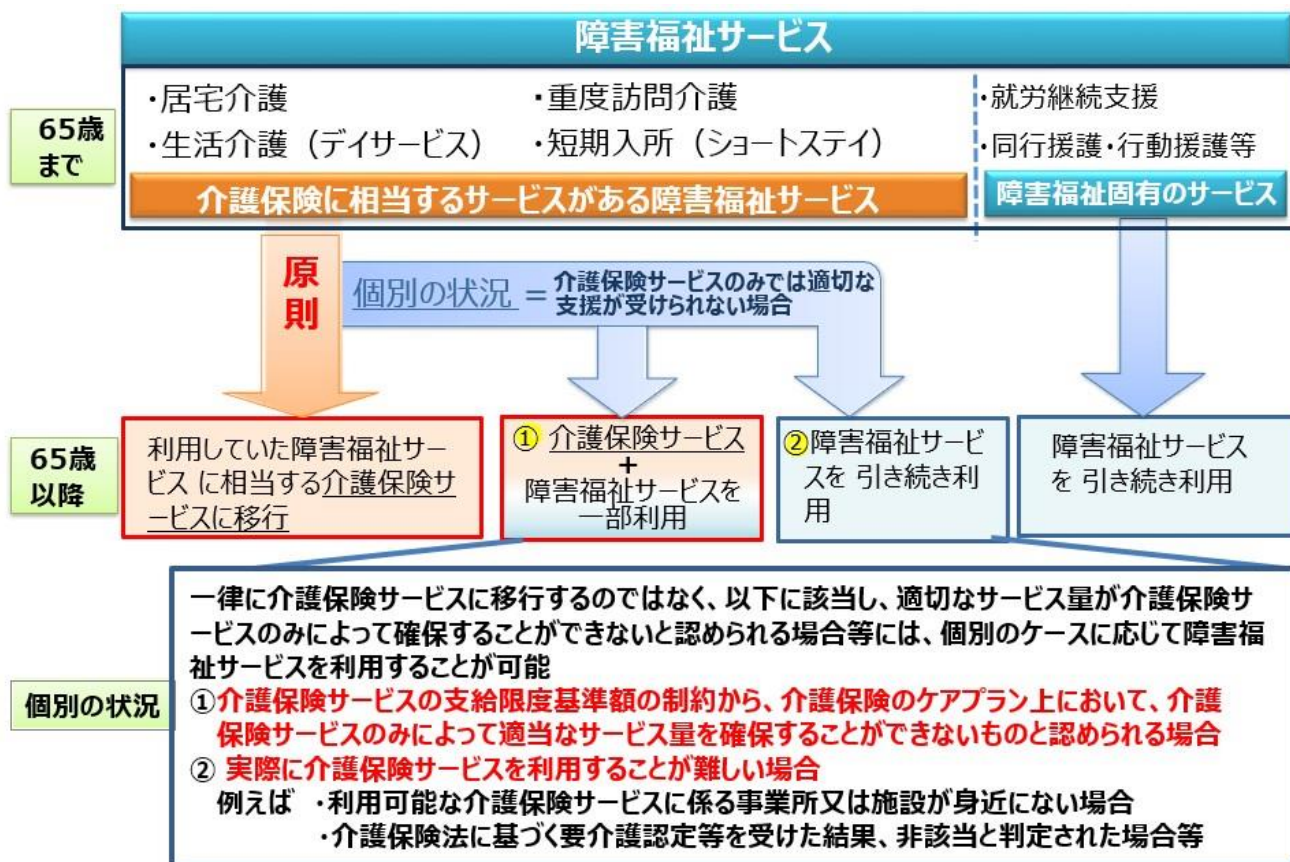 障害福祉サービス
65歳
まで
・居宅介護
・重度訪問介護
・就労継続支援
・生活介護（デイサービス）
・短期入所（ショートステイ）
・同行援護・行動援護等
介護保険に相当するサービスがある障害福祉サービス
障害福祉固有のサービス
原
則
個別の状況 = 介護保険サービスのみでは適切な
支援が受けられない場合
65歳
以降
利用していた障害福祉サー
ビス に相当する介護保険サ
ービスに移行
① 介護保険サービス
+
障害福祉サービスを
一部利用
②障害福祉サービ
スを 引き続き利
用
障害福祉サービス
を 引き続き利用
個別の状況
一律に介護保険サービスに移行するのではなく、以下に該当し、適切なサービス量が介護保険サ
ービスのみによって確保することができないと認められる場合等には、個別のケースに応じて障害福
祉サービスを利用することが可能
①介護保険サービスの支給限度基準額の制約から、介護保険のケアプラン上において、介護
保険サービスのみによって適当なサービス量を確保することができないものと認められる場合
② 実際に介護保険サービスを利用することが難しい場合
例えば ・利用可能な介護保険サービスに係る事業所又は施設が身近にない場合
・介護保険法に基づく要介護認定等を受けた結果、非該当と判定された場合等